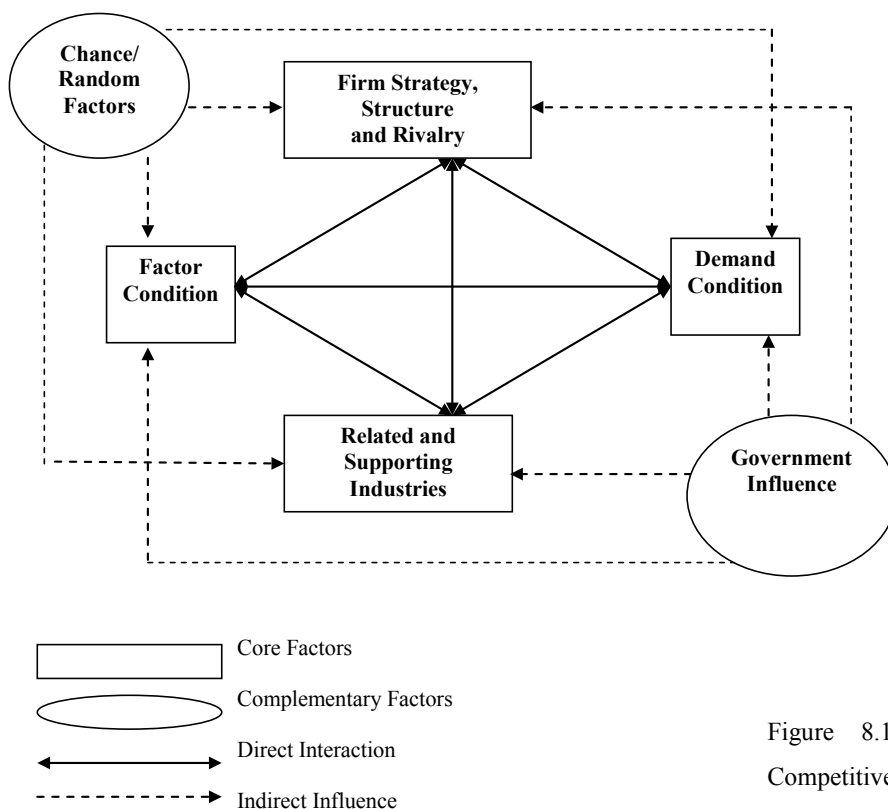 Chance/
Random
Factors
Firm Strategy,
Structure
and Rivalry
Factor
Condition
Demand
Condition
Related and
Supporting
Industries
Government
Influence
Core Factors
Complementary Factors
Direct Interaction
Indirect Influence
Figure 8.1
Competitive